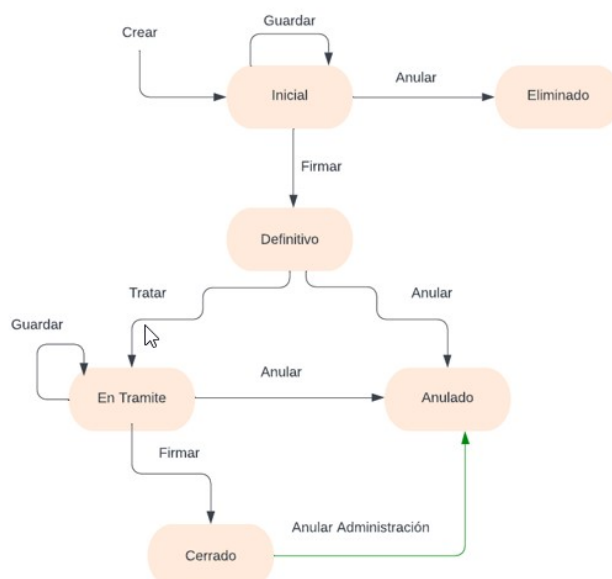 Guardar
Crear
Inicial
Anular
Eliminado
Firmar
Definitivo
Tratar
Anular
Guardar
Anular
En Tramite
Anulado
Firmar
Anular Administración
Cerrado